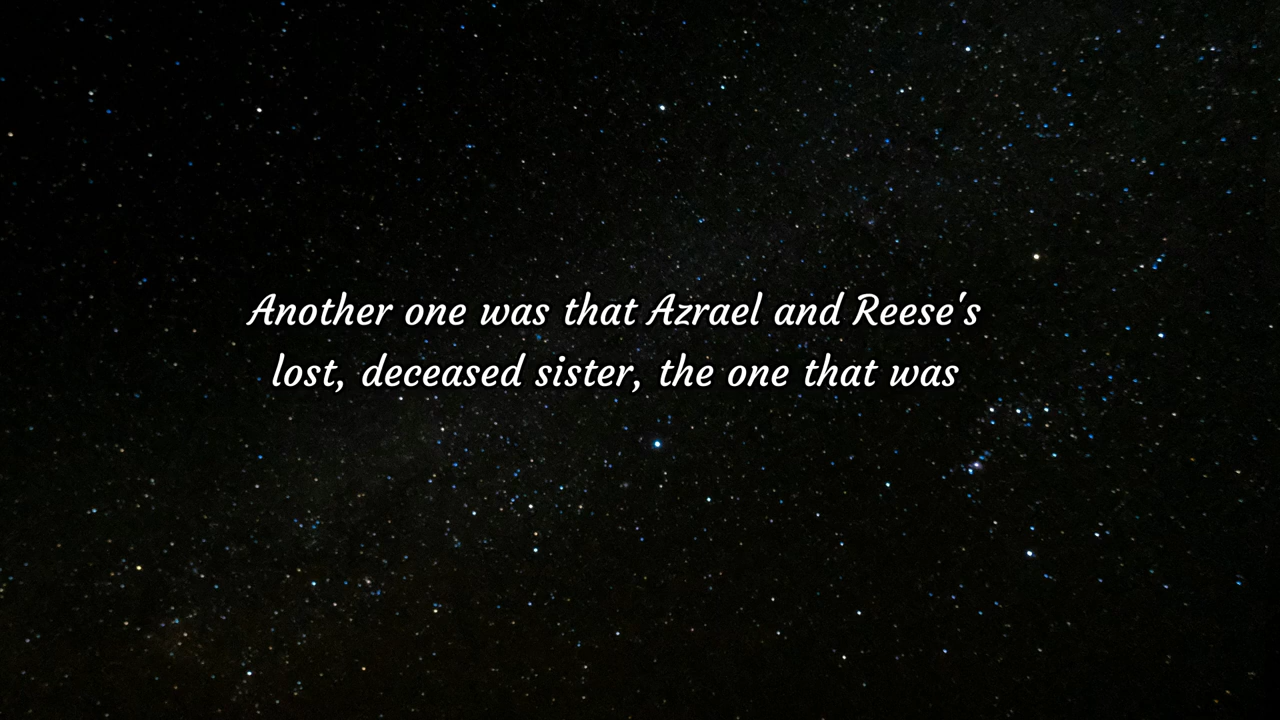 Another one was that Azrael and Reese's
lost, deceased sister, the one that was